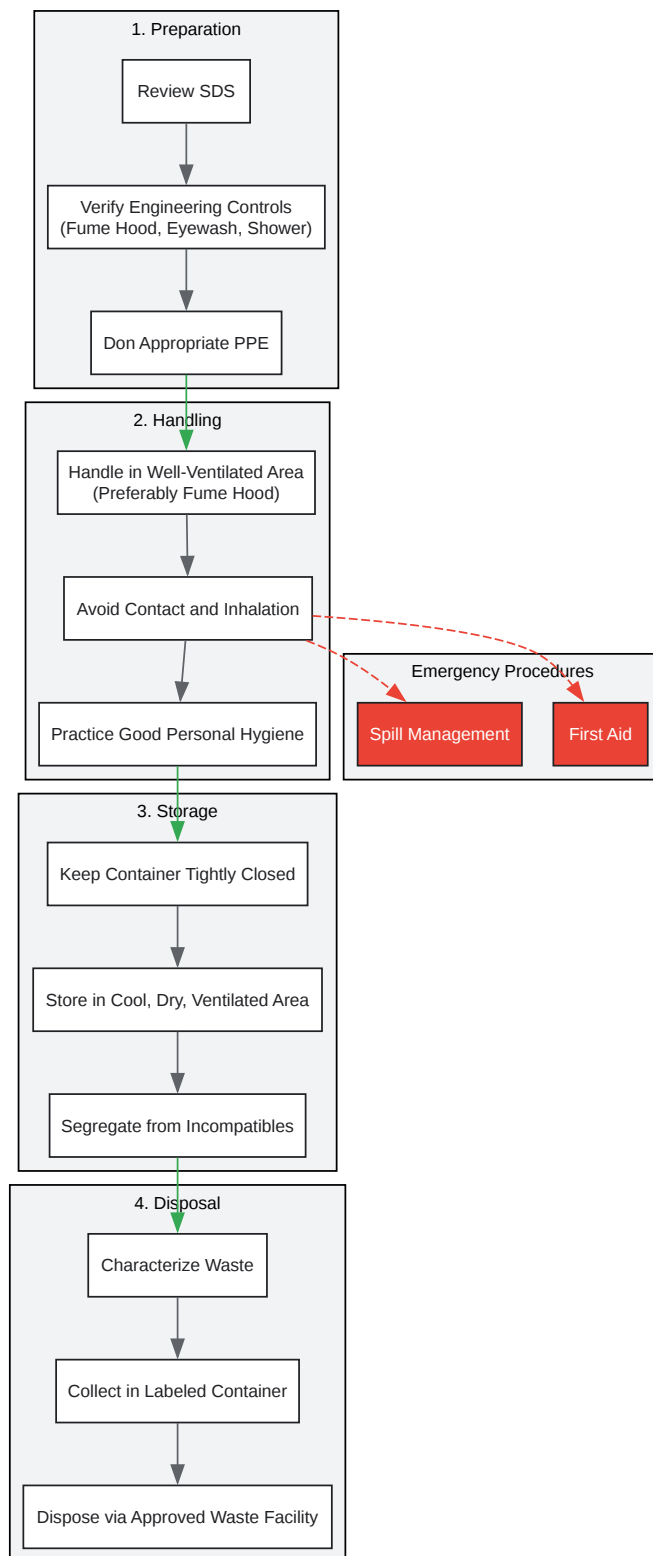 1. Preparation
Review SDS
Verify Engineering Controls
(Fume Hood, Eyewash, Shower)
Don Appropriate PPE
2. Handling
Handle in Well-Ventilated Area
(Preferably Fume Hood)
Avoid Contact and Inhalation
Practice Good Personal Hygiene
Emergency Procedures
Spill Management
First Aid
3. Storage
Keep Container Tightly Closed
Store in Cool, Dry, Ventilated Area
Segregate from Incompatibles
4. Disposal
Characterize Waste
Collect in Labeled Container
Dispose via Approved Waste Facility